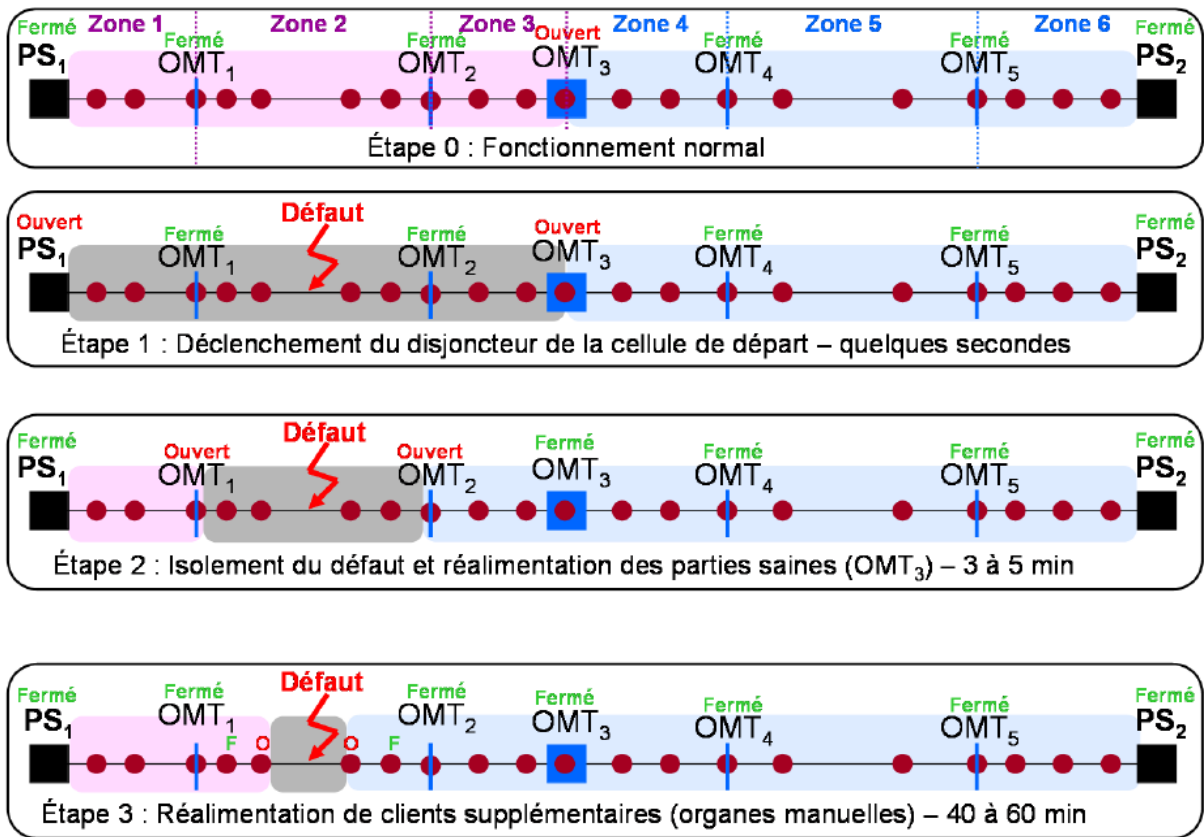 Fermé Zone 1 Zone 2 Zone 3 Zone 4 Zone 5 Zone 6 Fermé
Fermé Fermé Ouvert Fermé Fermé
PS1 OMT1 OMT2 OMT3 OMT4 OMT5 PS2
Étape 0 : Fonctionnement normal
Ouvert Défaut Ouvert Fermé
Fermé Fermé Fermé Fermé
PS1 OMT1 OMT2 OMT3 OMT4 OMT5 PS2
Étape 1 : Déclenchement du disjoncteur de la cellule de départ – quelques secondes
Fermé Défaut Fermé Fermé Fermé Fermé
Ouvert Ouvert
PS1 OMT1 OMT2 OMT3 OMT4 OMT5 PS2
Étape 2 : Isolement du défaut et réalimentation des parties saines (OMT3) – 3 à 5 min
Fermé Fermé Défaut Fermé Fermé Fermé Fermé Fermé
PS1 OMT1 OMT2 OMT3 OMT4 OMT5 PS2
F O O F
Étape 3 : Réalimentation de clients supplémentaires (organes manuelles) – 40 à 60 min